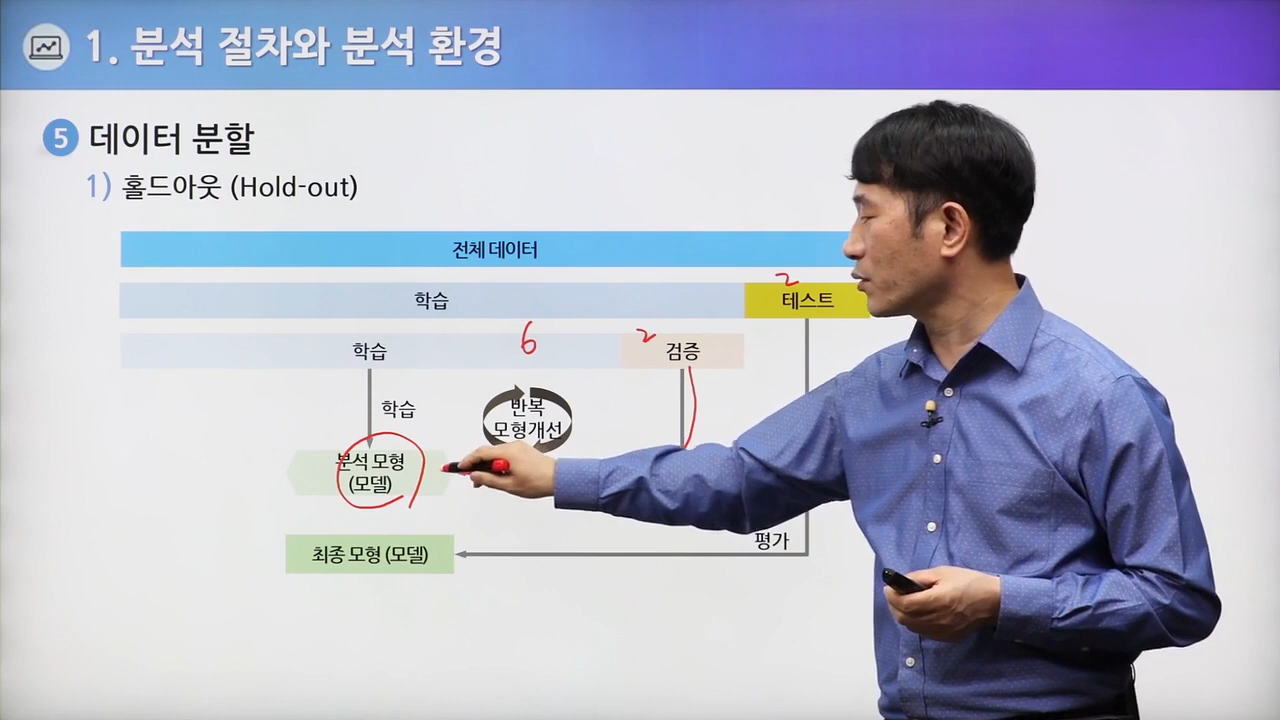 1. 분석 절차와 분석 환경
5 데이터 분할
1) 홀드아웃 (Hold-out)
전체 데이터
2
학습 테스트
6 2
학습 검증
학습
반복
모형개선
분석 모형
(모델)
평가
최종 모형 (모델)